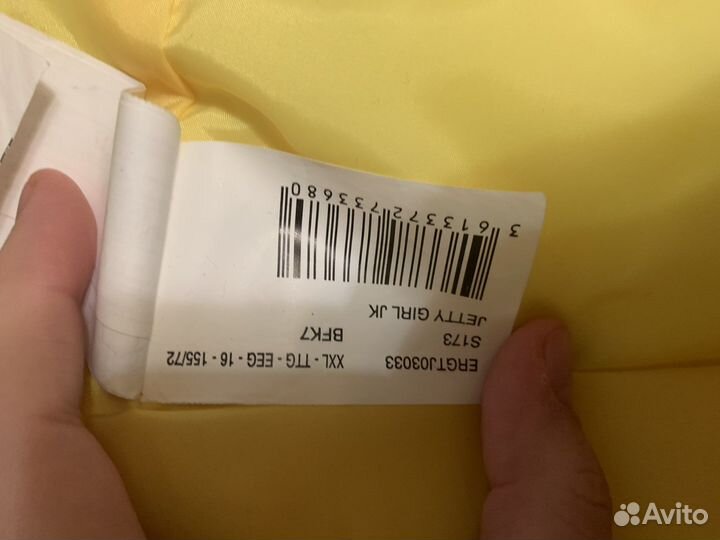 ERGTJ03033 XXL - TTG - EEG - 16 - 155/72
S173 BFK7
JETTY GIRL JK
3 613372 733680
Avito